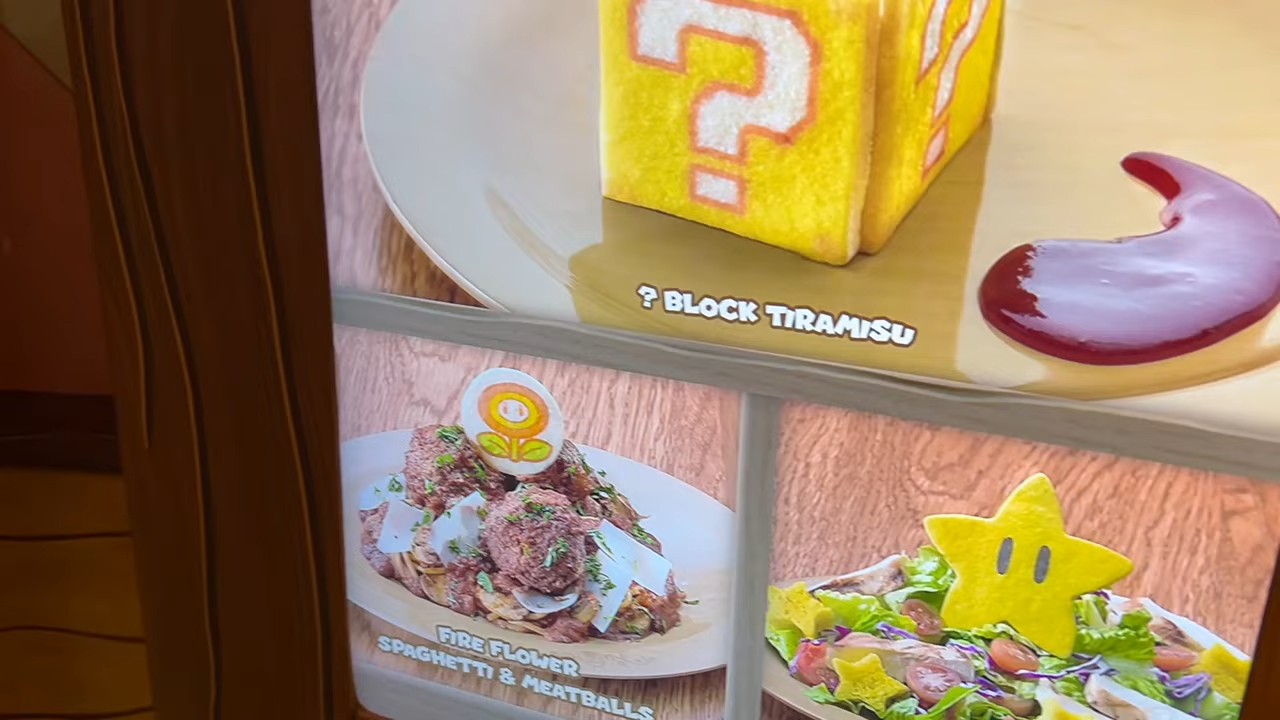 ?
? BLOCK TIRAMISU
FIRE FLOWER
SPAGHETTI & MEATBALLS